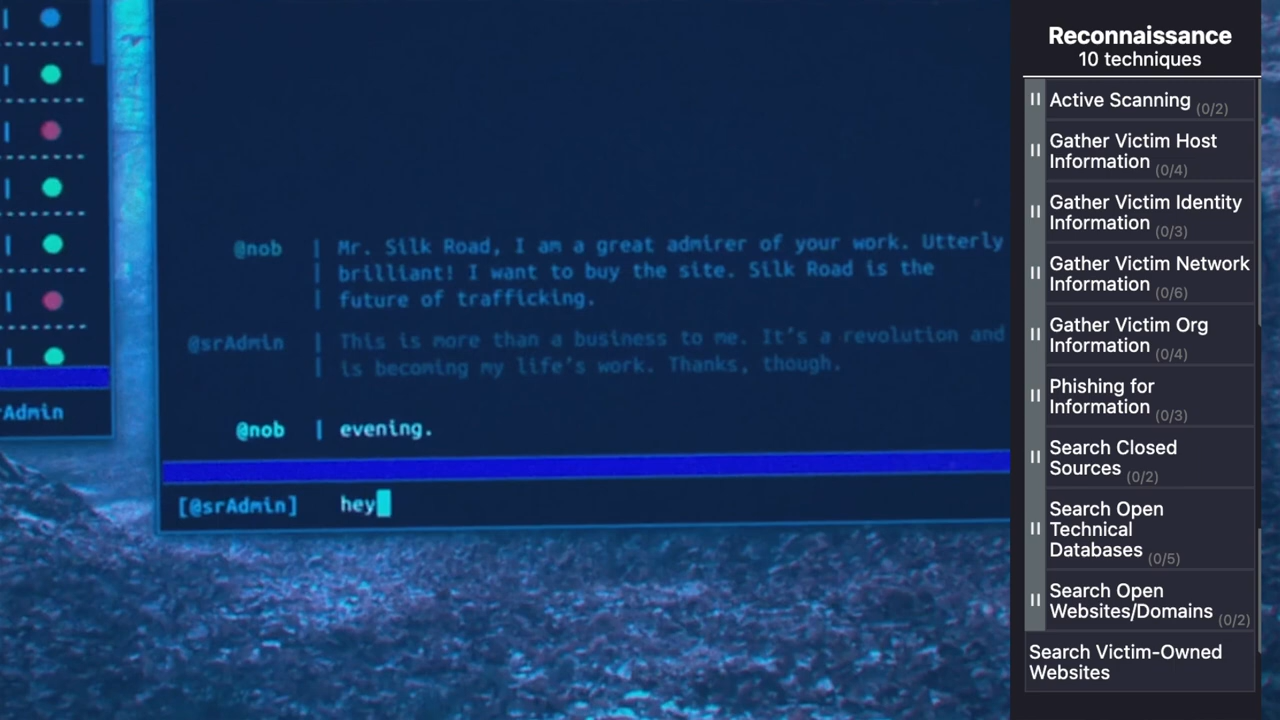 rAdmin
@nob | Mr. Silk Road, I am a great admirer of your work. Utterly
| brilliant! I want to buy the site. Silk Road is the
| future of trafficking.
@srAdmin | This is more than a business to me. It’s a revolution and
| is becoming my life’s work. Thanks, though.
@nob | evening.
[@srAdmin] hey
Reconnaissance
10 techniques
Active Scanning (0/2)
Gather Victim Host
Information (0/4)
Gather Victim Identity
Information (0/3)
Gather Victim Network
Information (0/6)
Gather Victim Org
Information (0/4)
Phishing for
Information (0/3)
Search Closed
Sources (0/2)
Search Open
Technical
Databases (0/5)
Search Open
Websites/Domains (0/2)
Search Victim-Owned
Websites